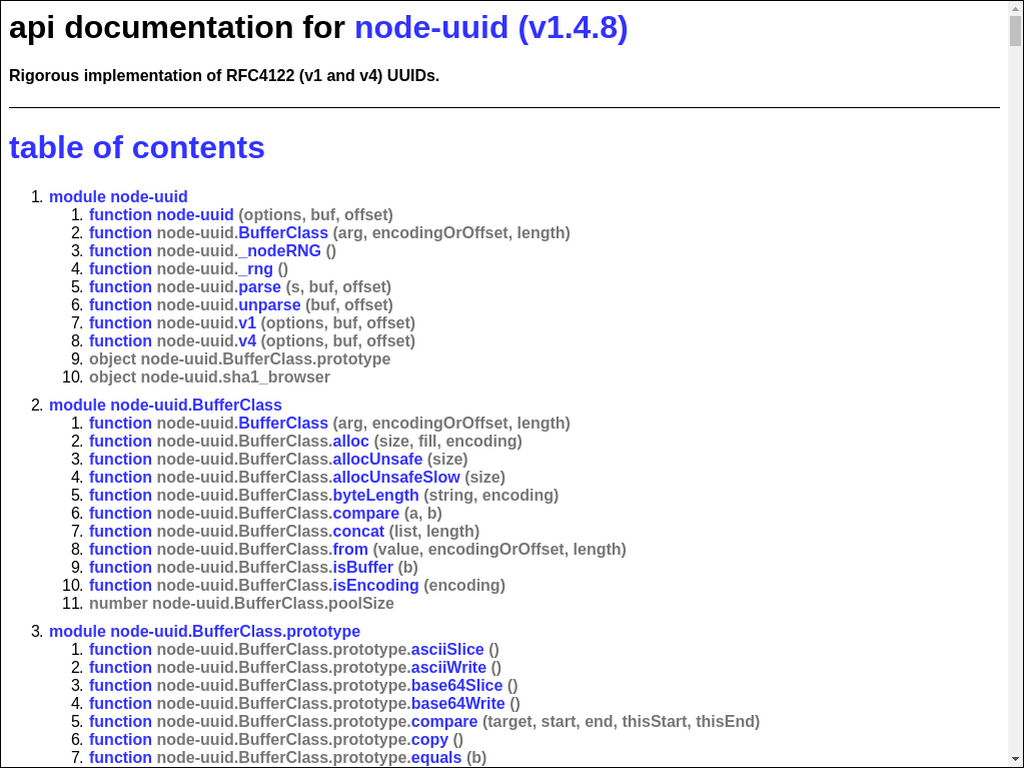 api documentation for node-uuid (v1.4.8)
Rigorous implementation of RFC4122 (v1 and v4) UUIDs.
table of contents
1. module node-uuid
1. function node-uuid (options, buf, offset)
2. function node-uuid.BufferClass (arg, encodingOrOffset, length)
3. function node-uuid._nodeRNG ()
4. function node-uuid._rng ()
5. function node-uuid.parse (s, buf, offset)
6. function node-uuid.unparse (buf, offset)
7. function node-uuid.v1 (options, buf, offset)
8. function node-uuid.v4 (options, buf, offset)
9. object node-uuid.BufferClass.prototype
10. object node-uuid.sha1_browser
2. module node-uuid.BufferClass
1. function node-uuid.BufferClass (arg, encodingOrOffset, length)
2. function node-uuid.BufferClass.alloc (size, fill, encoding)
3. function node-uuid.BufferClass.allocUnsafe (size)
4. function node-uuid.BufferClass.allocUnsafeSlow (size)
5. function node-uuid.BufferClass.byteLength (string, encoding)
6. function node-uuid.BufferClass.compare (a, b)
7. function node-uuid.BufferClass.concat (list, length)
8. function node-uuid.BufferClass.from (value, encodingOrOffset, length)
9. function node-uuid.BufferClass.isBuffer (b)
10. function node-uuid.BufferClass.isEncoding (encoding)
11. number node-uuid.BufferClass.poolSize
3. module node-uuid.BufferClass.prototype
1. function node-uuid.BufferClass.prototype.asciiSlice ()
2. function node-uuid.BufferClass.prototype.asciiWrite ()
3. function node-uuid.BufferClass.prototype.base64Slice ()
4. function node-uuid.BufferClass.prototype.base64Write ()
5. function node-uuid.BufferClass.prototype.compare (target, start, end, thisStart, thisEnd)
6. function node-uuid.BufferClass.prototype.copy ()
7. function node-uuid.BufferClass.prototype.equals (b)